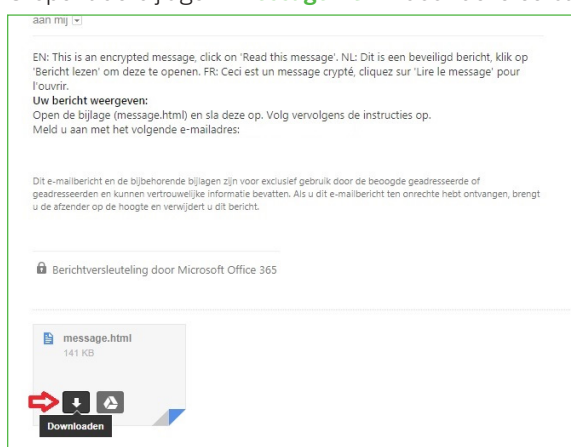 aan mij
EN: This is an encrypted message, click on 'Read this message'. NL: Dit is een beveiligd bericht, klik op
'Bericht lezen' om deze te openen. FR: Ceci est un message crypté, cliquez sur 'Lire le message' pour
l'ouvrir.
Uw bericht weergeven:
Open de bijlage (message.html) en sla deze op. Volg vervolgens de instructies op.
Meld u aan met het volgende e-mailadres:
Dit e-mailbericht en de bijbehorende bijlagen zijn voor exclusief gebruik door de beoogde geadresseerde of
geadresseerden en kunnen vertrouwelijke informatie bevatten. Als u dit e-mailbericht ten onrechte hebt ontvangen, brengt
u de afzender op de hoogte en verwijdert u dit bericht.
Berichtversleuteling door Microsoft Office 365
message.html
141 KB
Downloaden